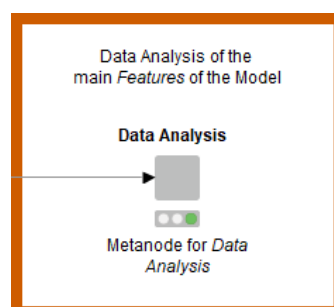 Data Analysis of the
main Features of the Model
Data Analysis
Metanode for Data
Analysis